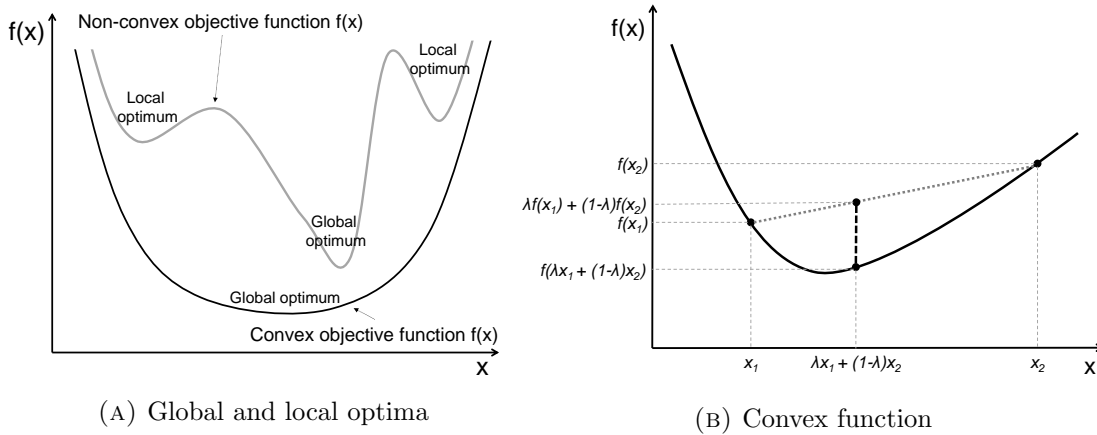 Non-convex objective function f(x)
f(x)
Local
optimum
Local
optimum
Global
optimum
Global optimum
Convex objective function f(x)
x
(A) Global and local optima
f(x)
f(x₂)
λf(x₁) + (1-λ)f(x₂)
f(x₁)
f(λx₁ + (1-λ)x₂)
x₁
λx₁ + (1-λ)x₂
x₂
x
(B) Convex function